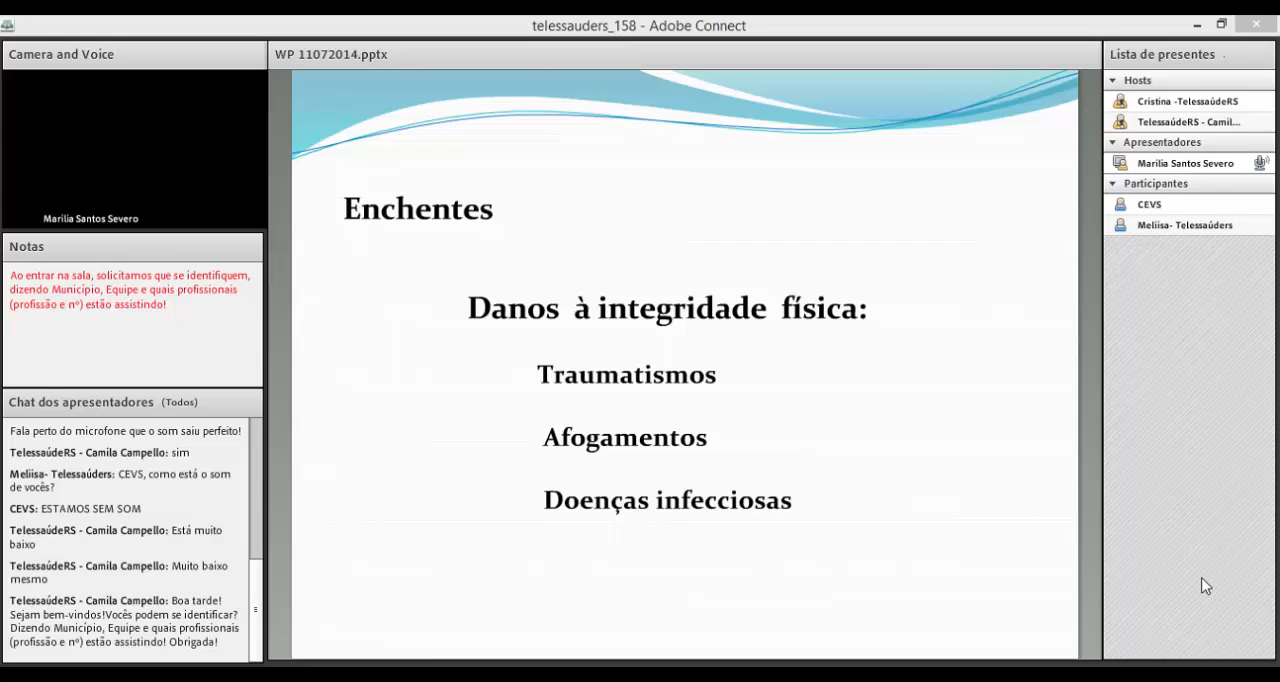 telessauders_158 - Adobe Connect
Camera and Voice
Marilia Santos Severo
Notas
Ao entrar na sala, solicitamos que se identifiquem,
dizendo Município, Equipe e quais profissionais
(profissão e nº) estão assistindo!
Chat dos apresentadores (Todos)
Fala perto do microfone que o som saiu perfeito!
TelessaúdeRS - Camila Campello: sim
Meliisa- Telessaúders: CEVS, como está o som
de vocês?
CEVS: ESTAMOS SEM SOM
TelessaúdeRS - Camila Campello: Está muito
baixo
TelessaúdeRS - Camila Campello: Muito baixo
mesmo
TelessaúdeRS - Camila Campello: Boa tarde!
Sejam bem-vindos!Vocês podem se identificar?
Dizendo Município, Equipe e quais profissionais
(profissão e nº) estão assistindo! Obrigada!
WP 11072014.pptx
Enchentes
Danos à integridade física:
Traumatismos
Afogamentos
Doenças infecciosas
Lista de presentes
Hosts
Cristina -TelessaúdeRS
TelessaúdeRS - Camil...
Apresentadores
Marilia Santos Severo
Participantes
CEVS
Meliisa- Telessaúders